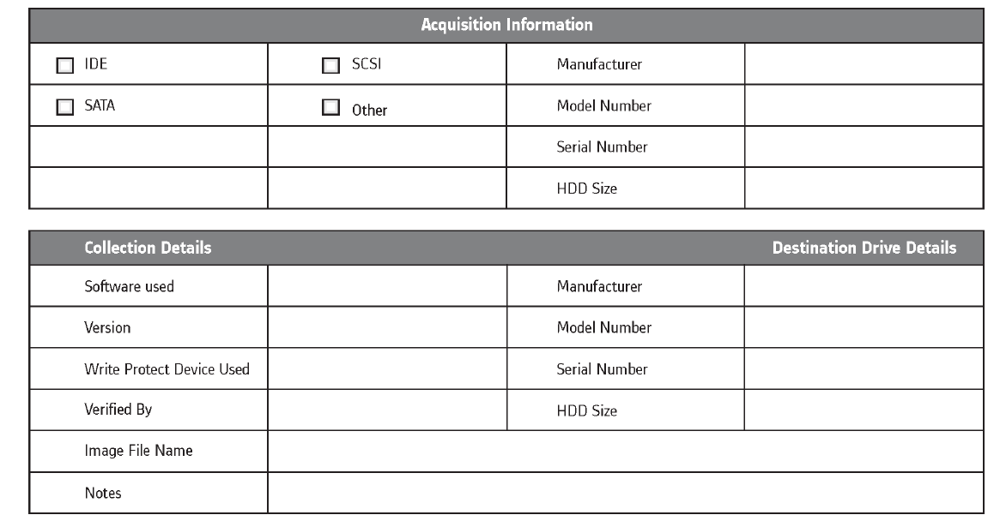 Acquisition Information
IDE SCSI Manufacturer
SATA Other Model Number
Serial Number
HDD Size
Collection Details Destination Drive Details
Software used Manufacturer
Version Model Number
Write Protect Device Used Serial Number
Verified By HDD Size
Image File Name
Notes